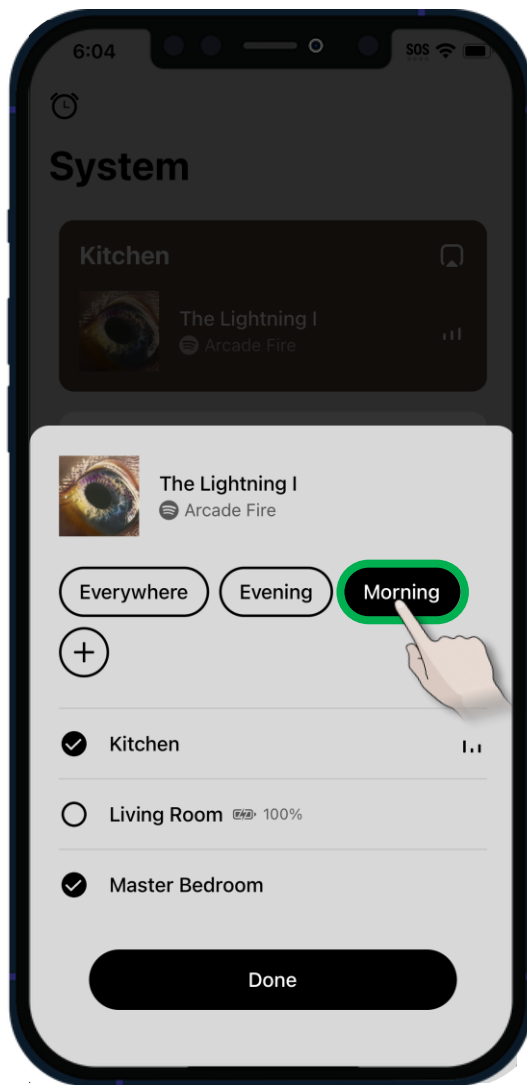 6:04 SOS
System
Kitchen
The Lightning I
Arcade Fire
The Lightning I
Arcade Fire
Everywhere Evening Morning
+
Kitchen
Living Room 100%
Master Bedroom
Done